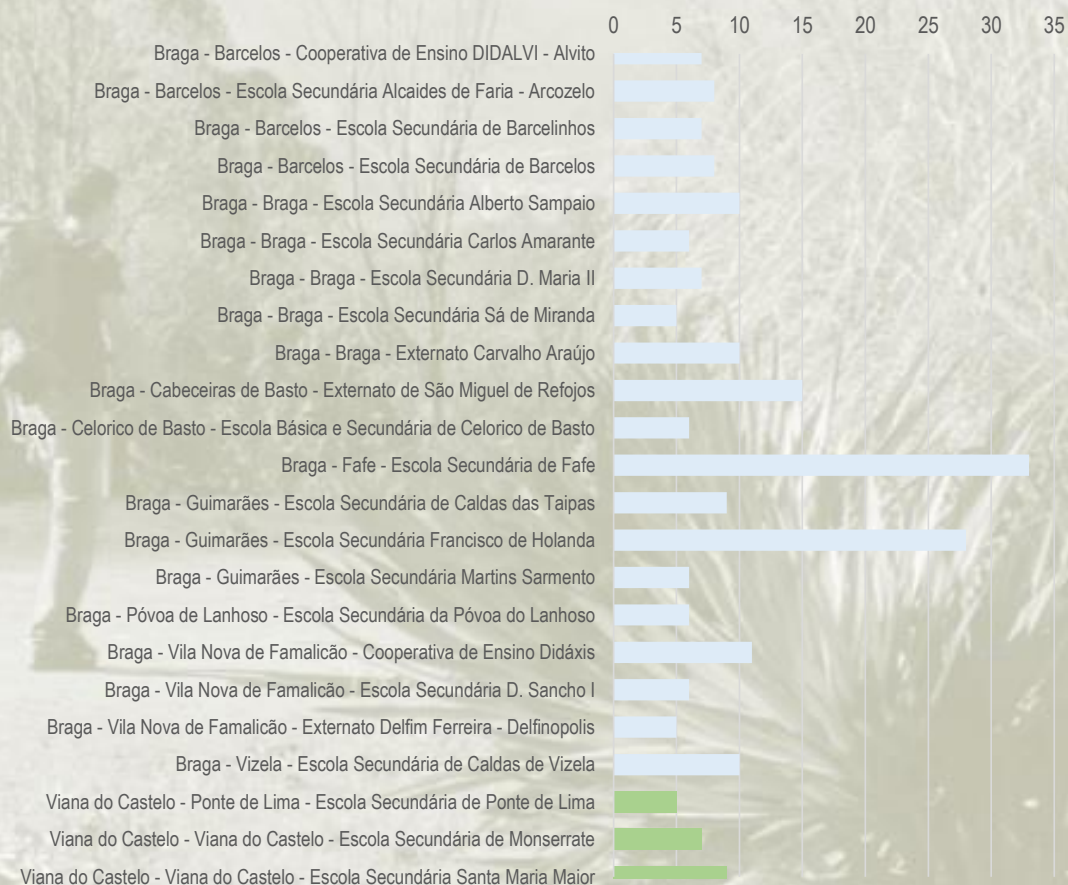 0 5 10 15 20 25 30 35
Braga - Barcelos - Cooperativa de Ensino DIDALVI - Alvito
Braga - Barcelos - Escola Secundária Alcaides de Faria - Arcozelo
Braga - Barcelos - Escola Secundária de Barcelinhos
Braga - Barcelos - Escola Secundária de Barcelos
Braga - Braga - Escola Secundária Alberto Sampaio
Braga - Braga - Escola Secundária Carlos Amarante
Braga - Braga - Escola Secundária D. Maria II
Braga - Braga - Escola Secundária Sá de Miranda
Braga - Braga - Externato Carvalho Araújo
Braga - Cabeceiras de Basto - Externato de São Miguel de Refojos
Braga - Celorico de Basto - Escola Básica e Secundária de Celorico de Basto
Braga - Fafe - Escola Secundária de Fafe
Braga - Guimarães - Escola Secundária de Caldas das Taipas
Braga - Guimarães - Escola Secundária Francisco de Holanda
Braga - Guimarães - Escola Secundária Martins Sarmento
Braga - Póvoa de Lanhoso - Escola Secundária da Póvoa do Lanhoso
Braga - Vila Nova de Famalicão - Cooperativa de Ensino Didáxis
Braga - Vila Nova de Famalicão - Escola Secundária D. Sancho I
Braga - Vila Nova de Famalicão - Externato Delfim Ferreira - Delfinopolis
Braga - Vizela - Escola Secundária de Caldas de Vizela
Viana do Castelo - Ponte de Lima - Escola Secundária de Ponte de Lima
Viana do Castelo - Viana do Castelo - Escola Secundária de Monserrate
Viana do Castelo - Viana do Castelo - Escola Secundária Santa Maria Maior